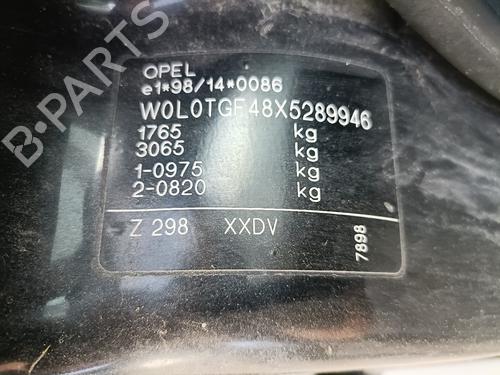 OPEL
e1*98/14*0086
W0L0TGF48X5289946
1765 kg
3065 kg
1-0975 kg
2-0820 kg
Z 298 XXDV
7898
B-PARTS